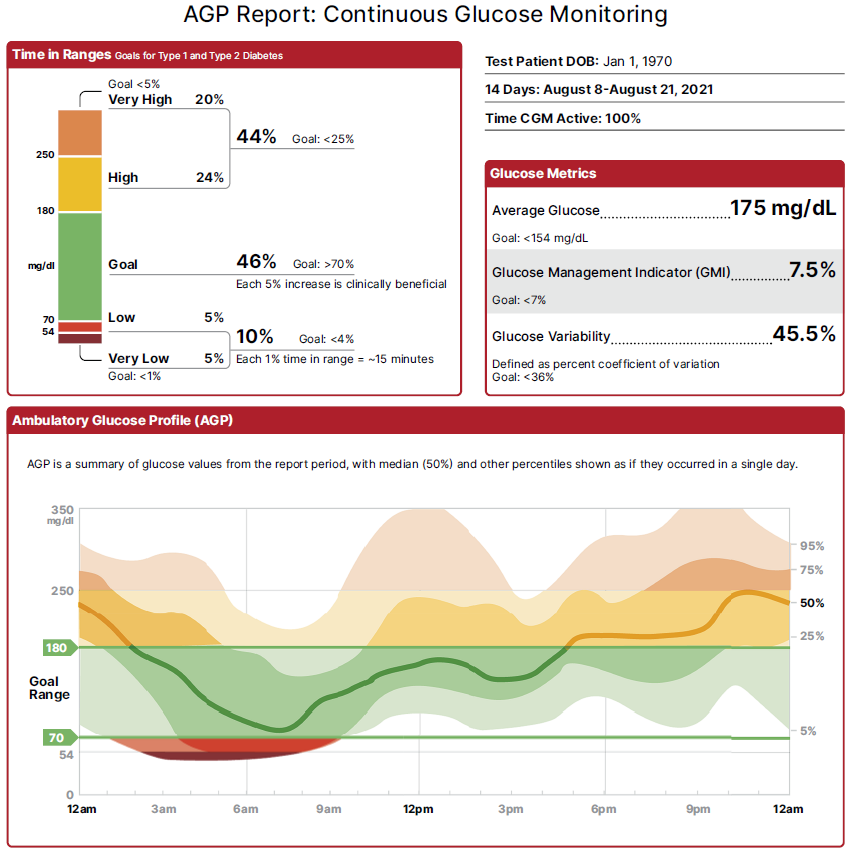 AGP Report: Continuous Glucose Monitoring
Time in Ranges Goals for Type 1 and Type 2 Diabetes
Goal <5%
Very High 20%
44% Goal: <25%
250
High 24%
180
mg/dl
Goal 46% Goal: >70%
Each 5% increase is clinically beneficial
70
Low 5%
54
10% Goal: <4%
Very Low 5%
Each 1% time in range = ~15 minutes
Goal: <1%
Test Patient DOB: Jan 1, 1970
14 Days: August 8-August 21, 2021
Time CGM Active: 100%
Glucose Metrics
Average Glucose 175 mg/dL
Goal: <154 mg/dL
Glucose Management Indicator (GMI) 7.5%
Goal: <7%
Glucose Variability 45.5%
Defined as percent coefficient of variation
Goal: <36%
Ambulatory Glucose Profile (AGP)
AGP is a summary of glucose values from the report period, with median (50%) and other percentiles shown as if they occurred in a single day.
350
mg/dl
95%
75%
250
50%
25%
180
Goal
Range
5%
70
54
0
12am 3am 6am 9am 12pm 3pm 6pm 9pm 12am